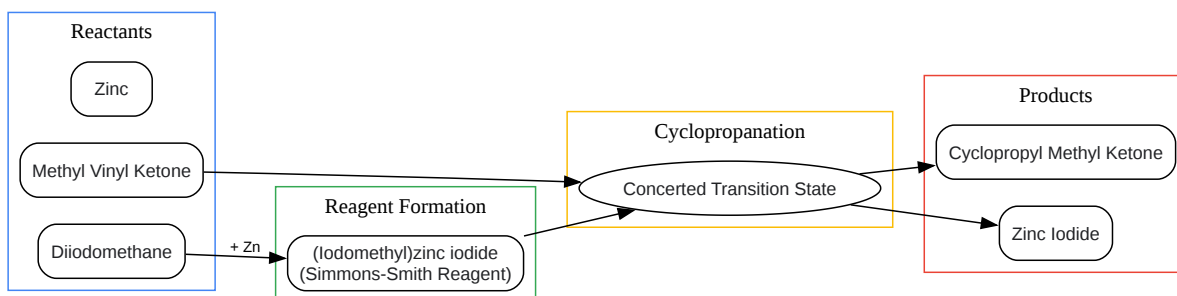 Reactants
Zinc
Methyl Vinyl Ketone
Diiodomethane
+ Zn
Reagent Formation
(Iodomethyl)zinc iodide
(Simmons-Smith Reagent)
Cyclopropanation
Concerted Transition State
Products
Cyclopropyl Methyl Ketone
Zinc Iodide